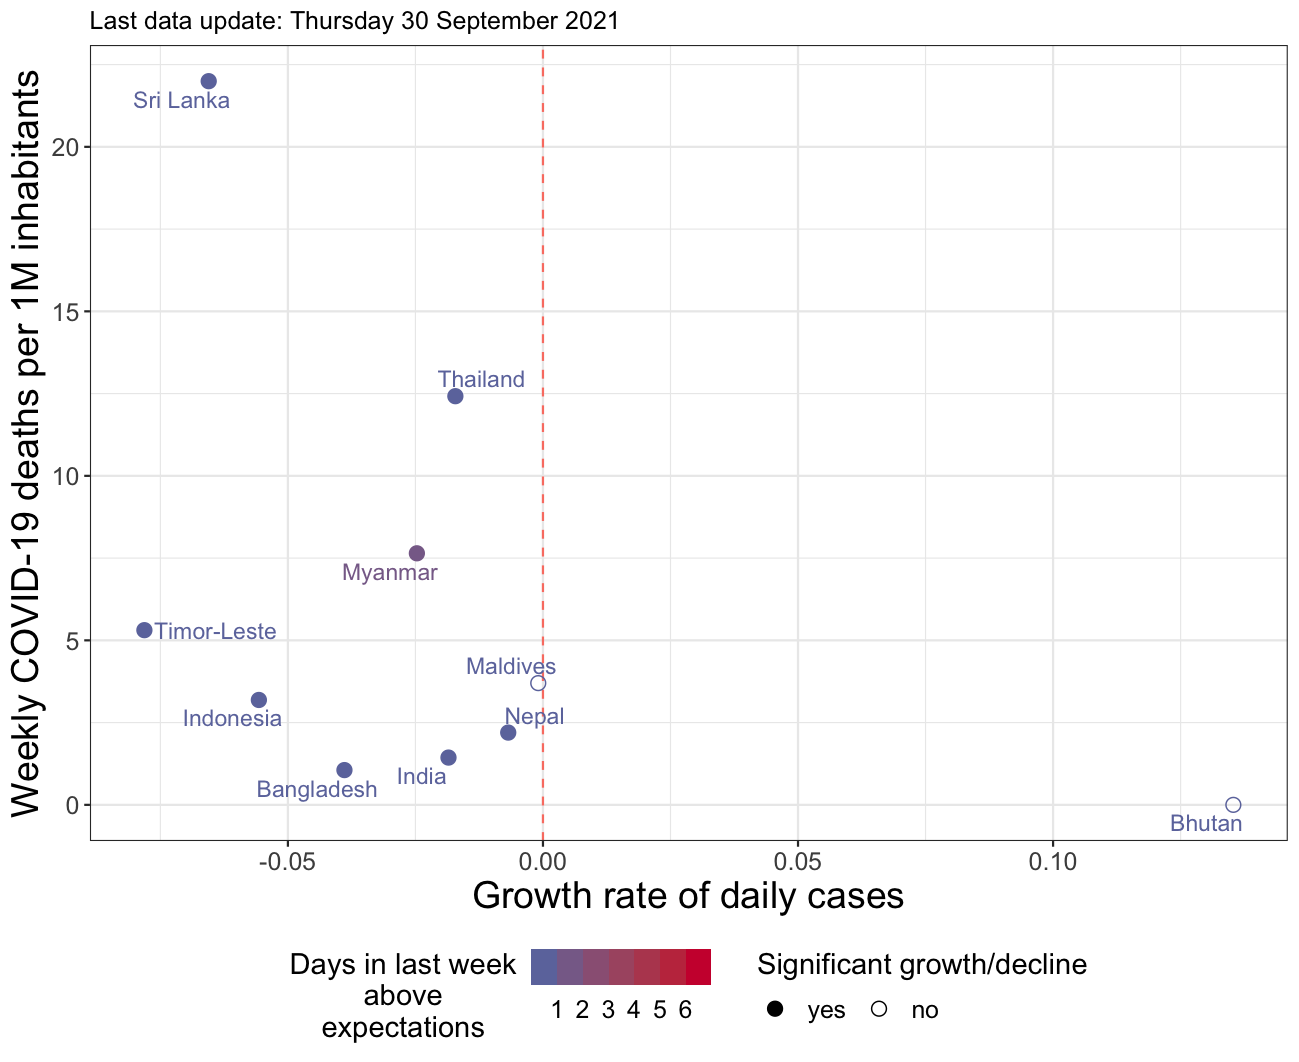 Last data update: Thursday 30 September 2021
Weekly COVID-19 deaths per 1M inhabitants
20
15
10
5
0
Sri Lanka
Thailand
Myanmar
Timor-Leste
Maldives
Indonesia
Nepal
India
Bangladesh
Bhutan
-0.05 0.00 0.05 0.10
Growth rate of daily cases
Days in last week
above
expectations
1 2 3 4 5 6
Significant growth/decline
yes no